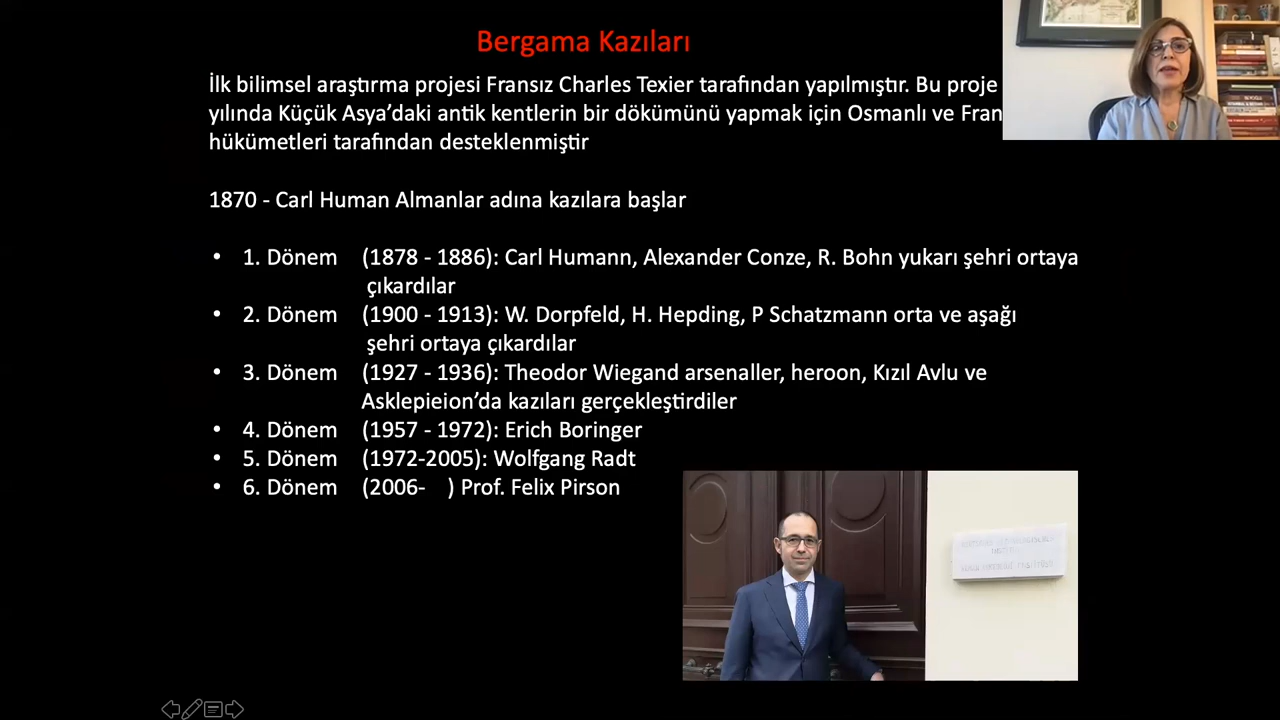 Bergama Kazıları
İlk bilimsel araştırma projesi Fransız Charles Texier tarafından yapılmıştır. Bu proje
yılında Küçük Asya’daki antik kentlerin bir dökümünü yapmak için Osmanlı ve Fran
hükümetleri tarafından desteklenmiştir
1870 - Carl Human Almanlar adına kazılara başlar
• 1. Dönem (1878 - 1886): Carl Humann, Alexander Conze, R. Bohn yukarı şehri ortaya
çıkardılar
• 2. Dönem (1900 - 1913): W. Dorpfeld, H. Hepding, P Schatzmann orta ve aşağı
şehri ortaya çıkardılar
• 3. Dönem (1927 - 1936): Theodor Wiegand arsenaller, heroon, Kızıl Avlu ve
Asklepieion’da kazıları gerçekleştirdiler
• 4. Dönem (1957 - 1972): Erich Boringer
• 5. Dönem (1972-2005): Wolfgang Radt
• 6. Dönem (2006- ) Prof. Felix Pirson